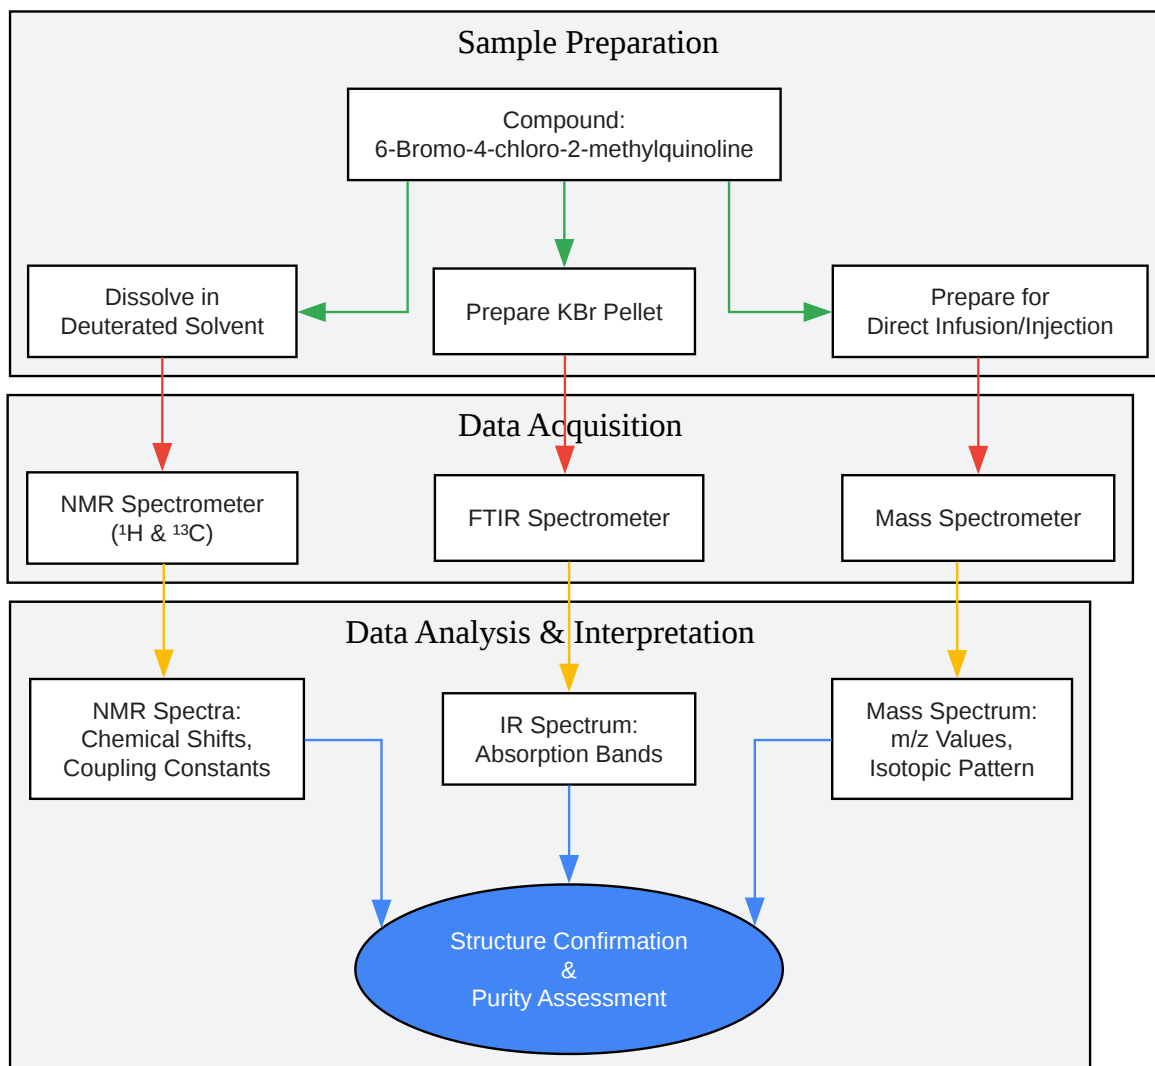 Sample Preparation
Compound:
6-Bromo-4-chloro-2-methylquinoline
Dissolve in
Deuterated Solvent
Prepare KBr Pellet
Prepare for
Direct Infusion/Injection
Data Acquisition
NMR Spectrometer
(¹H & ¹³C)
FTIR Spectrometer
Mass Spectrometer
Data Analysis & Interpretation
NMR Spectra:
Chemical Shifts,
Coupling Constants
IR Spectrum:
Absorption Bands
Mass Spectrum:
m/z Values,
Isotopic Pattern
Structure Confirmation
&
Purity Assessment